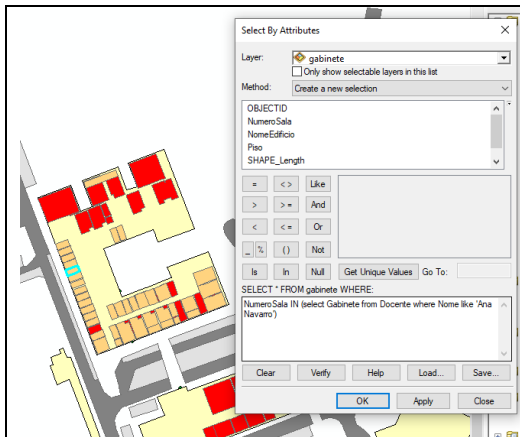 Select By Attributes
Layer: gabinete
Only show selectable layers in this list
Method: Create a new selection
OBJECTID
NumeroSala
NomeEdificio
Piso
SHAPE_Length
= < > Like
> > = And
< < = Or
_ % ( ) Not
Is In Null Get Unique Values Go To:
SELECT * FROM gabinete WHERE:
NumeroSala IN (select Gabinete from Docente where Nome like 'Ana
Navarro')
Clear Verify Help Load... Save...
OK Apply Close